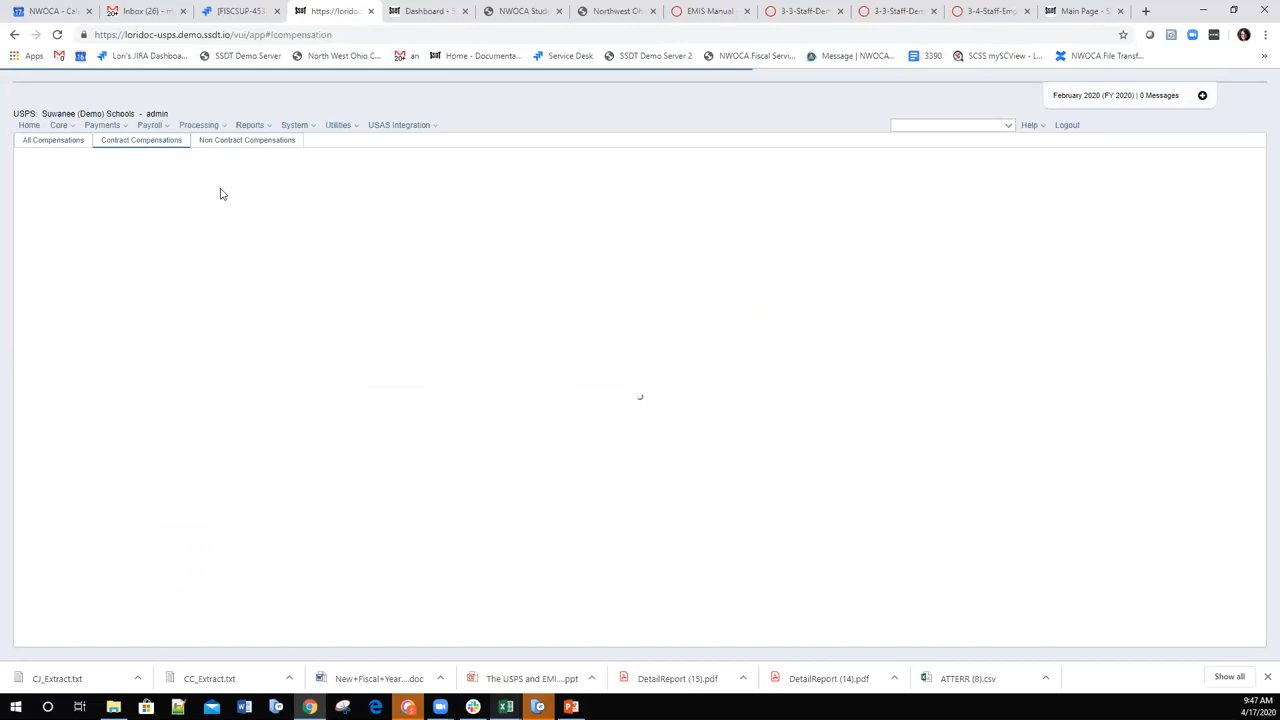 NWOCA - Cal
Inbox (26) - m
[FISCSUP-453
https://lorido
Dashboard - S
NWOCA Stud
Northwest Oh
EMIS Manual
3-3-Staff-Den
3-3-Staff-Den
3-4-Staff-Emp
Main Page - S
https://loridoc-usps.demo.ssdt.io/vui/app#!compensation
Apps
Lori's JIRA Dashboa...
SSDT Demo Server
North West Ohio C...
an
Home - Documenta...
Service Desk
SSDT Demo Server 2
NWOCA Fiscal Servi...
Message | NWOCA...
3390
SCSS mySCView - L...
NWOCA File Transf...
February 2020 (FY 2020) | 0 Messages
USPS: Suwanee (Demo) Schools - admin
Home Core Payments Payroll Processing Reports System Utilities USAS Integration Help Logout
All Compensations Contract Compensations Non Contract Compensations
CJ_Extract.txt
CC_Extract.txt
New+Fiscal+Year....doc
The USPS and EMI....ppt
DetailReport (15).pdf
DetailReport (14).pdf
ATTERR (8).csv
Show all
9:47 AM
4/17/2020